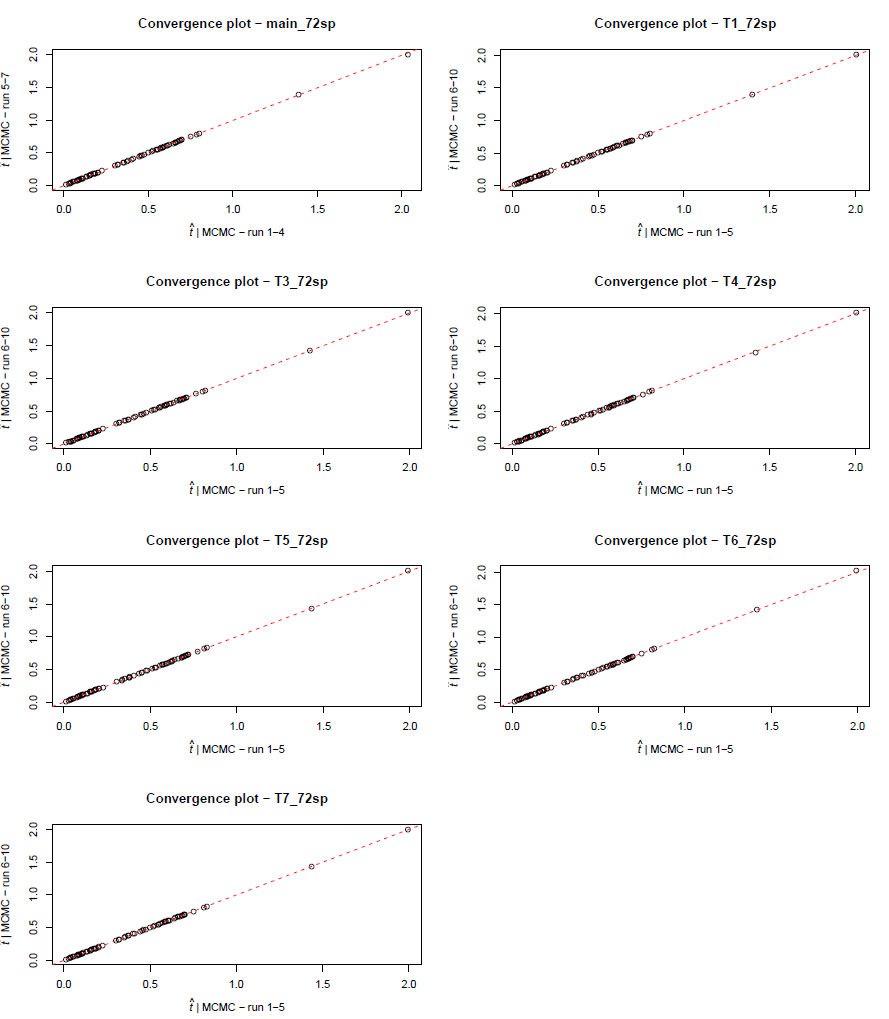 Convergence plot − main_72sp
t̂ | MCMC − run 5−7
2.0
1.5
1.0
0.5
0.0
0.0 0.5 1.0 1.5 2.0
t̂ | MCMC − run 1−4
Convergence plot − T1_72sp
t̂ | MCMC − run 6−10
2.0
1.5
1.0
0.5
0.0
0.0 0.5 1.0 1.5 2.0
t̂ | MCMC − run 1−5
Convergence plot − T3_72sp
t̂ | MCMC − run 6−10
2.0
1.5
1.0
0.5
0.0
0.0 0.5 1.0 1.5 2.0
t̂ | MCMC − run 1−5
Convergence plot − T4_72sp
t̂ | MCMC − run 6−10
2.0
1.5
1.0
0.5
0.0
0.0 0.5 1.0 1.5 2.0
t̂ | MCMC − run 1−5
Convergence plot − T5_72sp
t̂ | MCMC − run 6−10
2.0
1.5
1.0
0.5
0.0
0.0 0.5 1.0 1.5 2.0
t̂ | MCMC − run 1−5
Convergence plot − T6_72sp
t̂ | MCMC − run 6−10
2.0
1.5
1.0
0.5
0.0
0.0 0.5 1.0 1.5 2.0
t̂ | MCMC − run 1−5
Convergence plot − T7_72sp
t̂ | MCMC − run 6−10
2.0
1.5
1.0
0.5
0.0
0.0 0.5 1.0 1.5 2.0
t̂ | MCMC − run 1−5